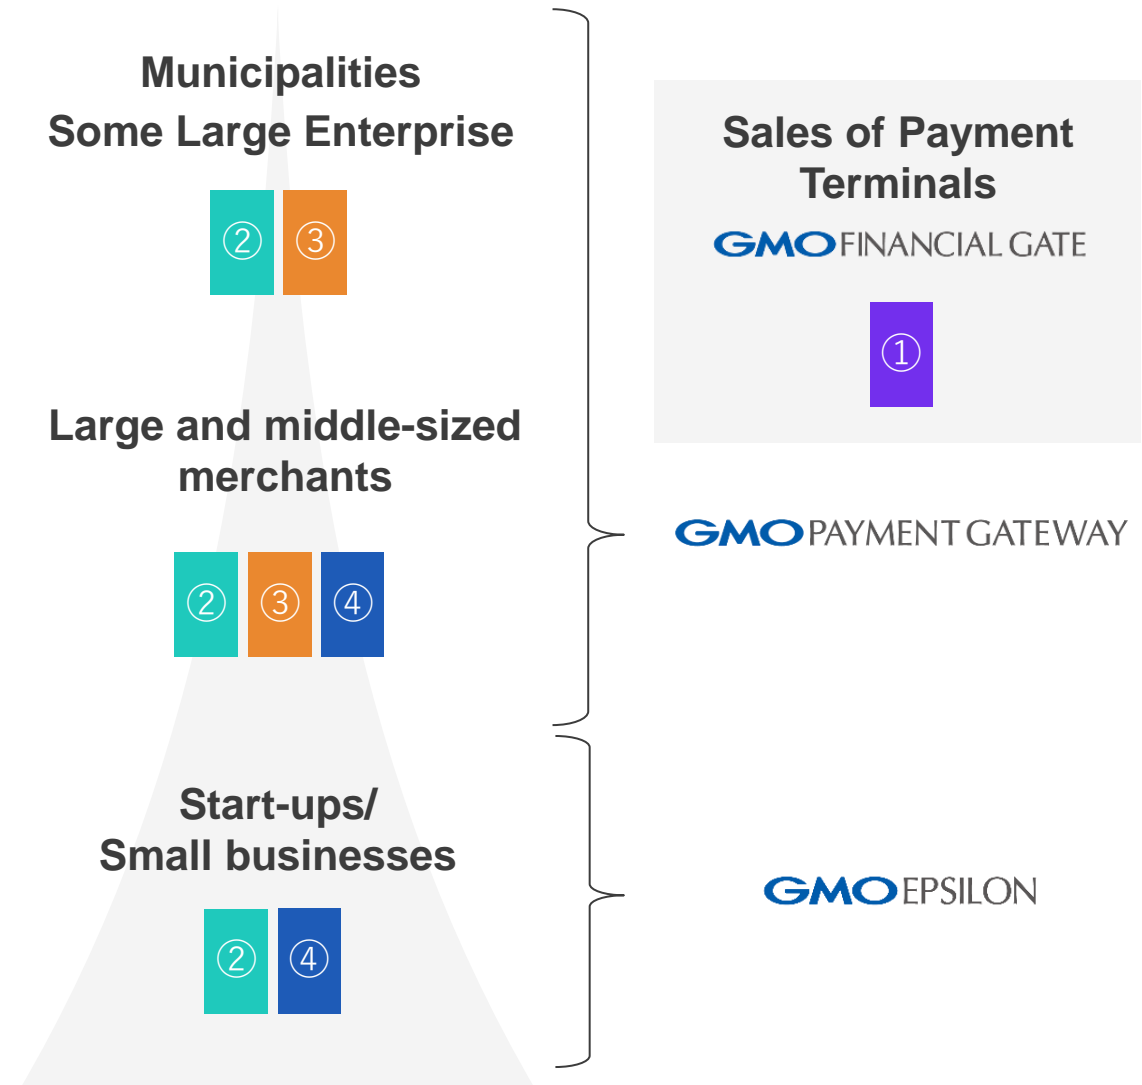 Municipalities
Some Large Enterprise
② ③
Large and middle-sized
merchants
② ③ ④
Start-ups/
Small businesses
② ④
Sales of Payment
Terminals
GMO FINANCIAL GATE
①
GMO PAYMENT GATEWAY
GMO EPSILON